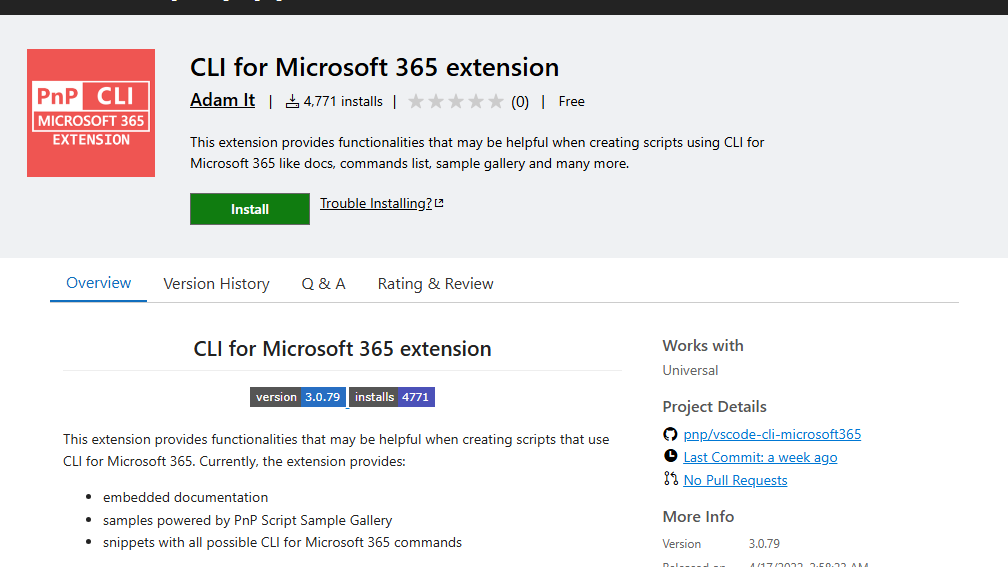 CLI for Microsoft 365 extension
PnP CLI
MICROSOFT 365
EXTENSION
Adam It | 4,771 installs | (0) | Free
This extension provides functionalities that may be helpful when creating scripts using CLI for
Microsoft 365 like docs, commands list, sample gallery and many more.
Install
Trouble Installing?
Overview
Version History
Q & A
Rating & Review
CLI for Microsoft 365 extension
version 3.0.79 installs 4771
This extension provides functionalities that may be helpful when creating scripts that use
CLI for Microsoft 365. Currently, the extension provides:
• embedded documentation
• samples powered by PnP Script Sample Gallery
• snippets with all possible CLI for Microsoft 365 commands
Works with
Universal
Project Details
pnp/vscode-cli-microsoft365
Last Commit: a week ago
No Pull Requests
More Info
Version 3.0.79
Released on